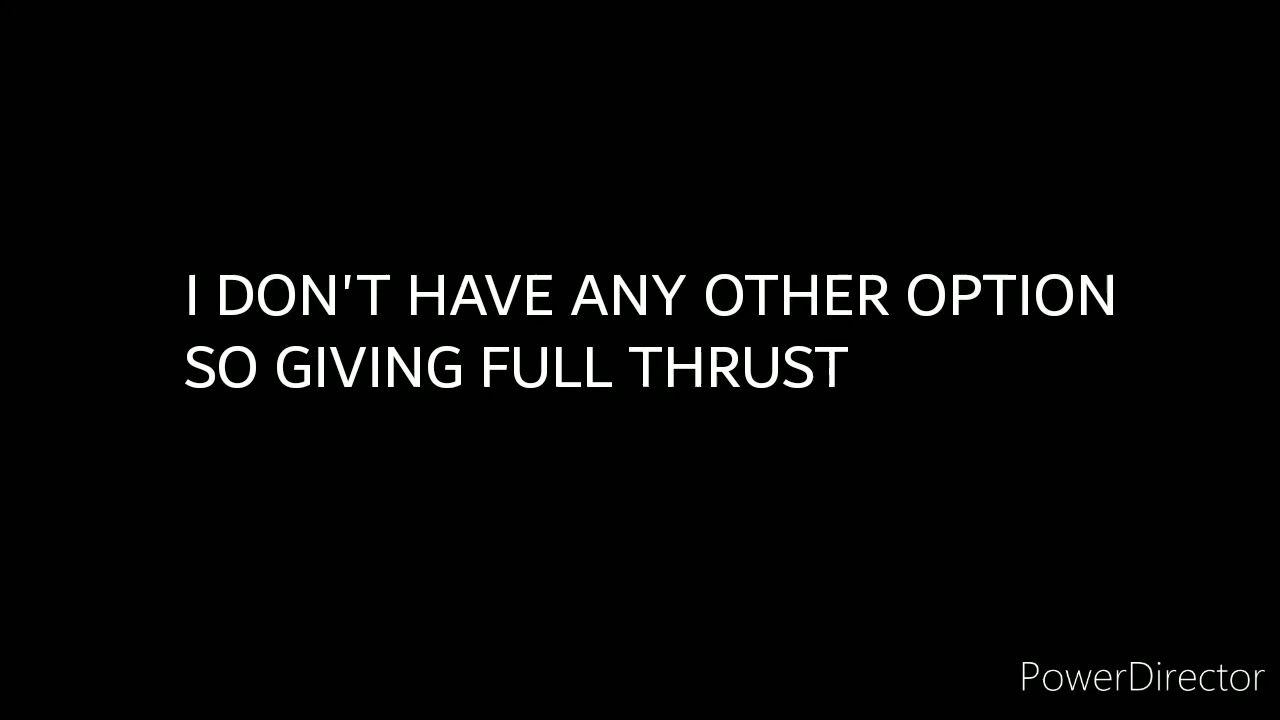 I DON'T HAVE ANY OTHER OPTION
SO GIVING FULL THRUST
PowerDirector